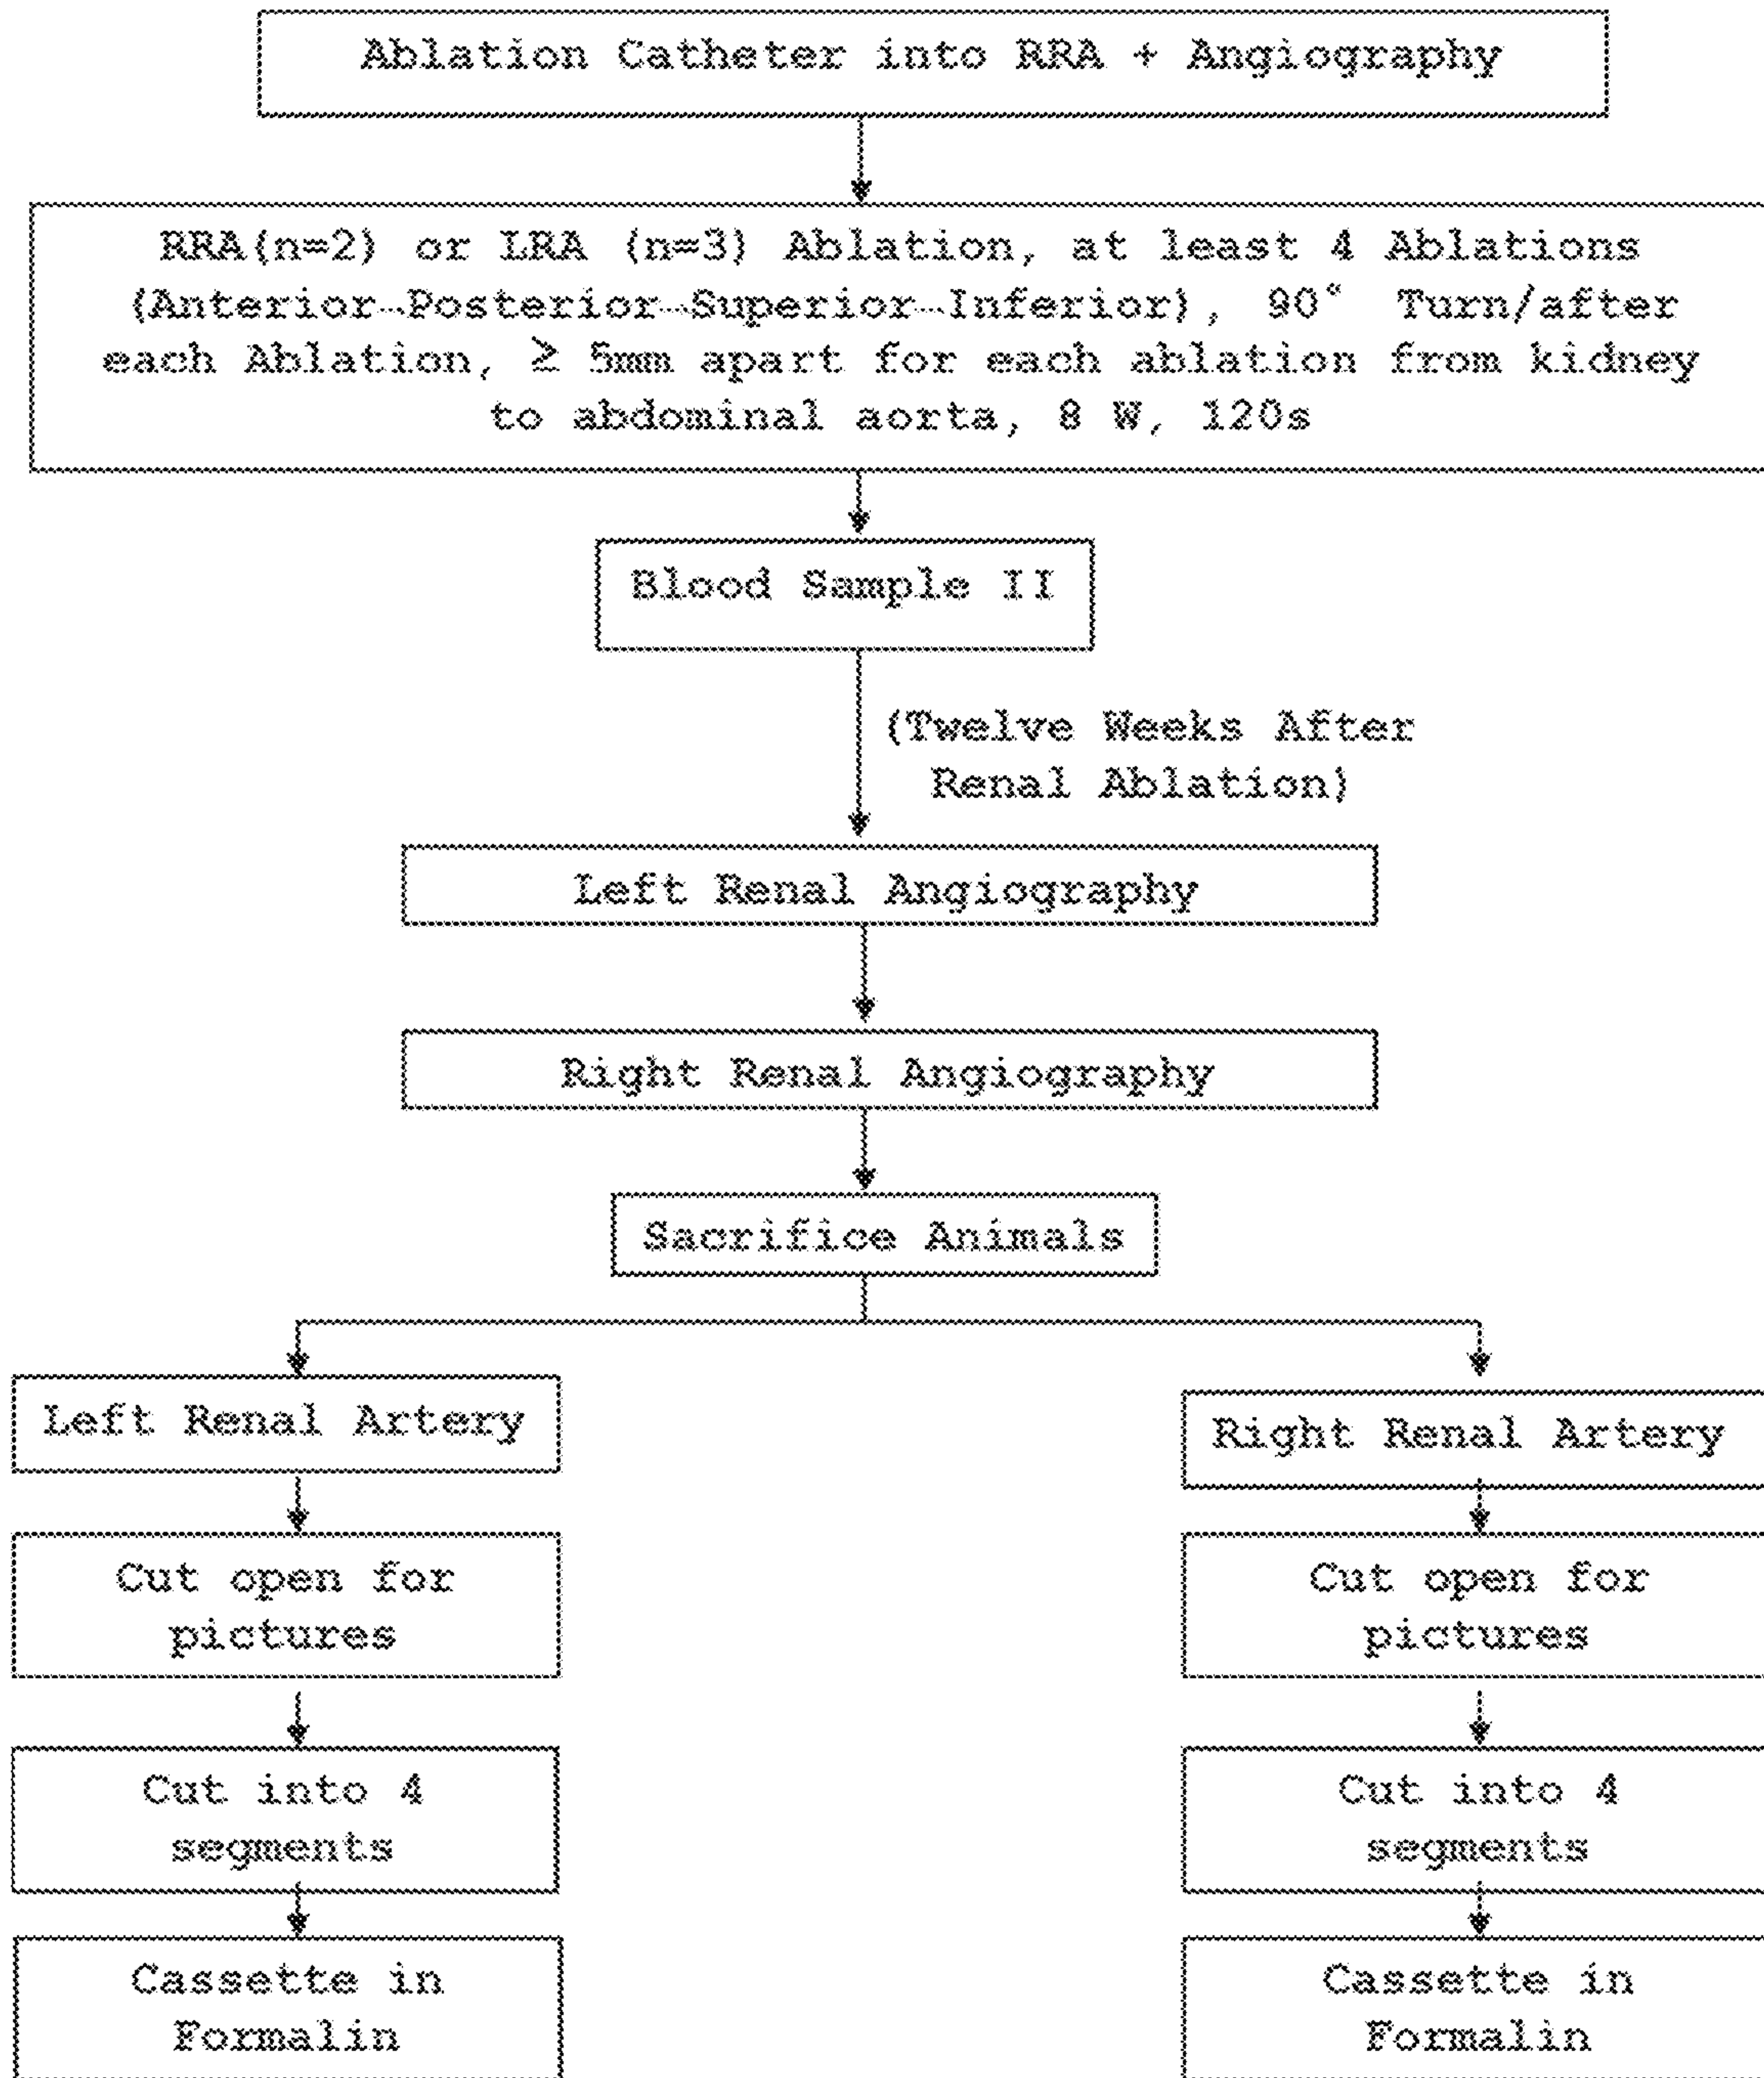 Ablation Catheter into RRA + Angiography
RRA(n=2) or LRA (n=3) Ablation, at least 4 Ablations
(Anterior-Posterior-Superior-Inferior), 90° Turn/after
each Ablation, ≥ 5mm apart for each ablation from kidney
to abdominal aorta, 8 W, 120s
Blood Sample II
(Twelve Weeks After
Renal Ablation)
Left Renal Angiography
Right Renal Angiography
Sacrifice Animals
Left Renal Artery
Right Renal Artery
Cut open for
pictures
Cut open for
pictures
Cut into 4
segments
Cut into 4
segments
Cassette in
Formalin
Cassette in
Formalin